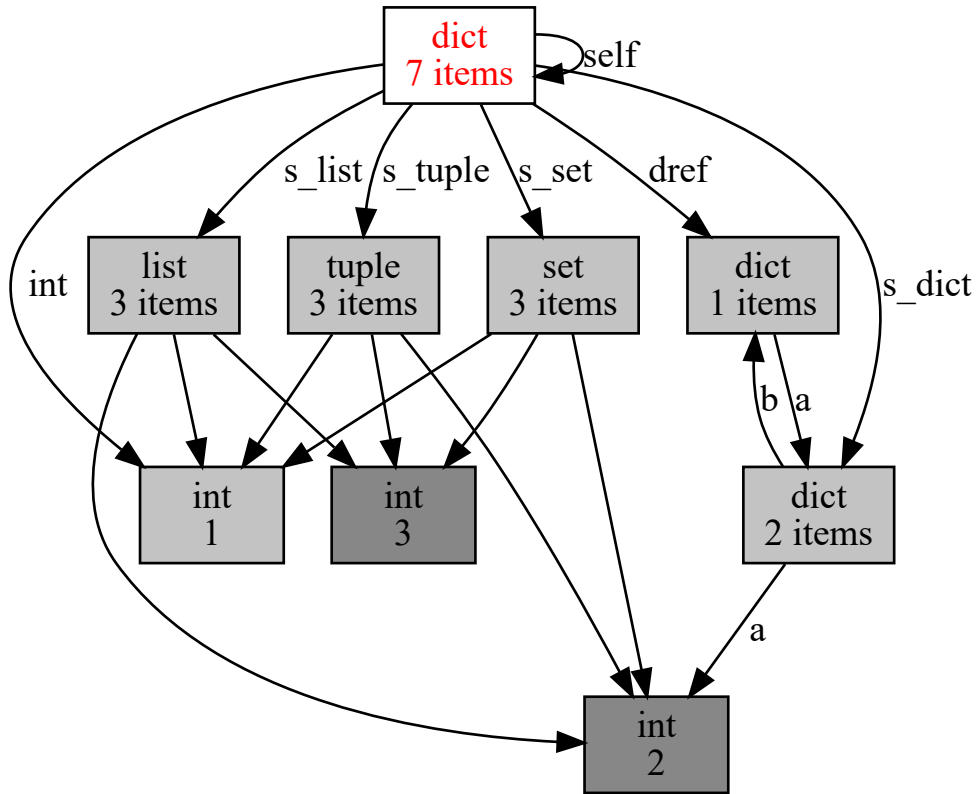 dict
7 items
self
s_list
s_tuple
s_set
dref
int
list
3 items
tuple
3 items
set
3 items
dict
1 items
s_dict
b
a
int
1
int
3
dict
2 items
a
int
2